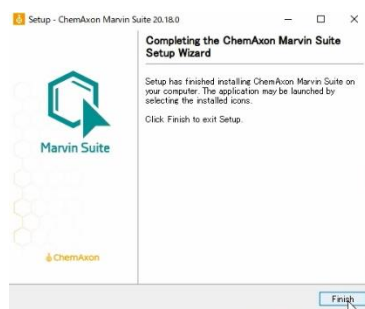 Setup - ChemAxon Marvin Suite 20.18.0
Completing the ChemAxon Marvin Suite
Setup Wizard
Setup has finished installing ChemAxon Marvin Suite on
your computer. The application may be launched by
selecting the installed icons.
Click Finish to exit Setup.
Marvin Suite
ChemAxon
Finish